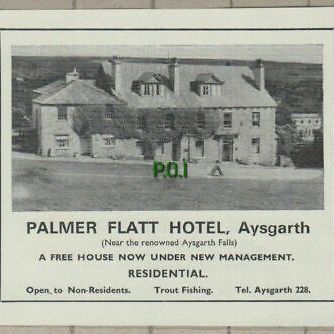 P.O.I
PALMER FLATT HOTEL, Aysgarth
(Near the renowned Aysgarth Falls)
A FREE HOUSE NOW UNDER NEW MANAGEMENT.
RESIDENTIAL.
Open to Non-Residents. Trout Fishing. Tel. Aysgarth 228.